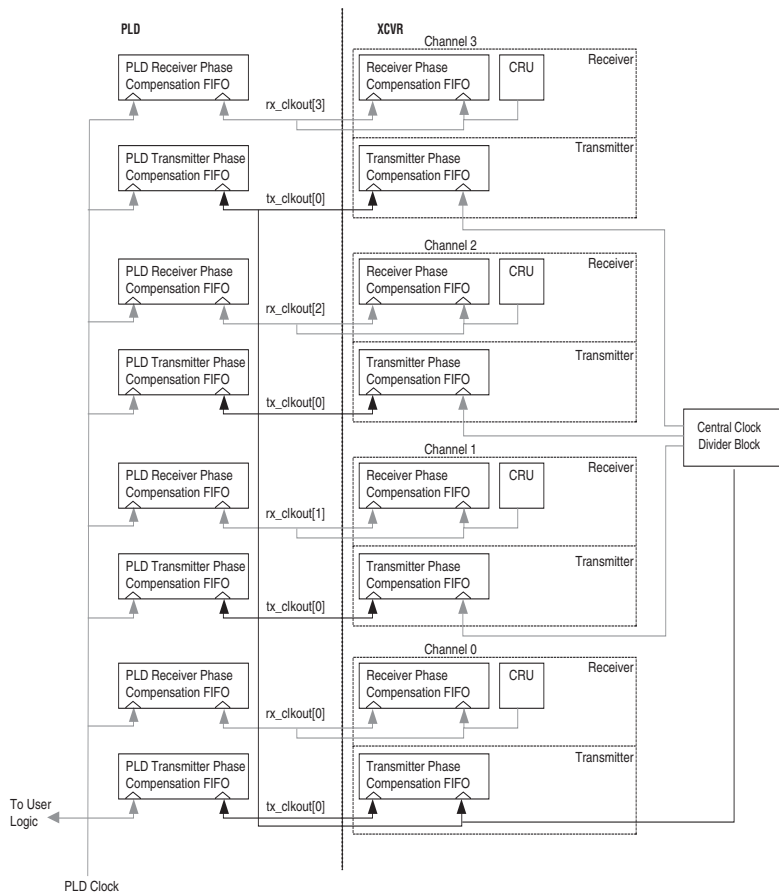 PLD
XCVR
Channel 3
PLD Receiver Phase
Compensation FIFO
Receiver Phase
Compensation FIFO
CRU
Receiver
rx_clkout[3]
PLD Transmitter Phase
Compensation FIFO
Transmitter Phase
Compensation FIFO
Transmitter
tx_clkout[0]
Channel 2
PLD Receiver Phase
Compensation FIFO
Receiver Phase
Compensation FIFO
CRU
Receiver
rx_clkout[2]
PLD Transmitter Phase
Compensation FIFO
Transmitter Phase
Compensation FIFO
Transmitter
tx_clkout[0]
Central Clock
Divider Block
Channel 1
PLD Receiver Phase
Compensation FIFO
Receiver Phase
Compensation FIFO
CRU
Receiver
rx_clkout[1]
PLD Transmitter Phase
Compensation FIFO
Transmitter Phase
Compensation FIFO
Transmitter
tx_clkout[0]
Channel 0
PLD Receiver Phase
Compensation FIFO
Receiver Phase
Compensation FIFO
CRU
Receiver
rx_clkout[0]
PLD Transmitter Phase
Compensation FIFO
Transmitter Phase
Compensation FIFO
Transmitter
tx_clkout[0]
To User
Logic
PLD Clock